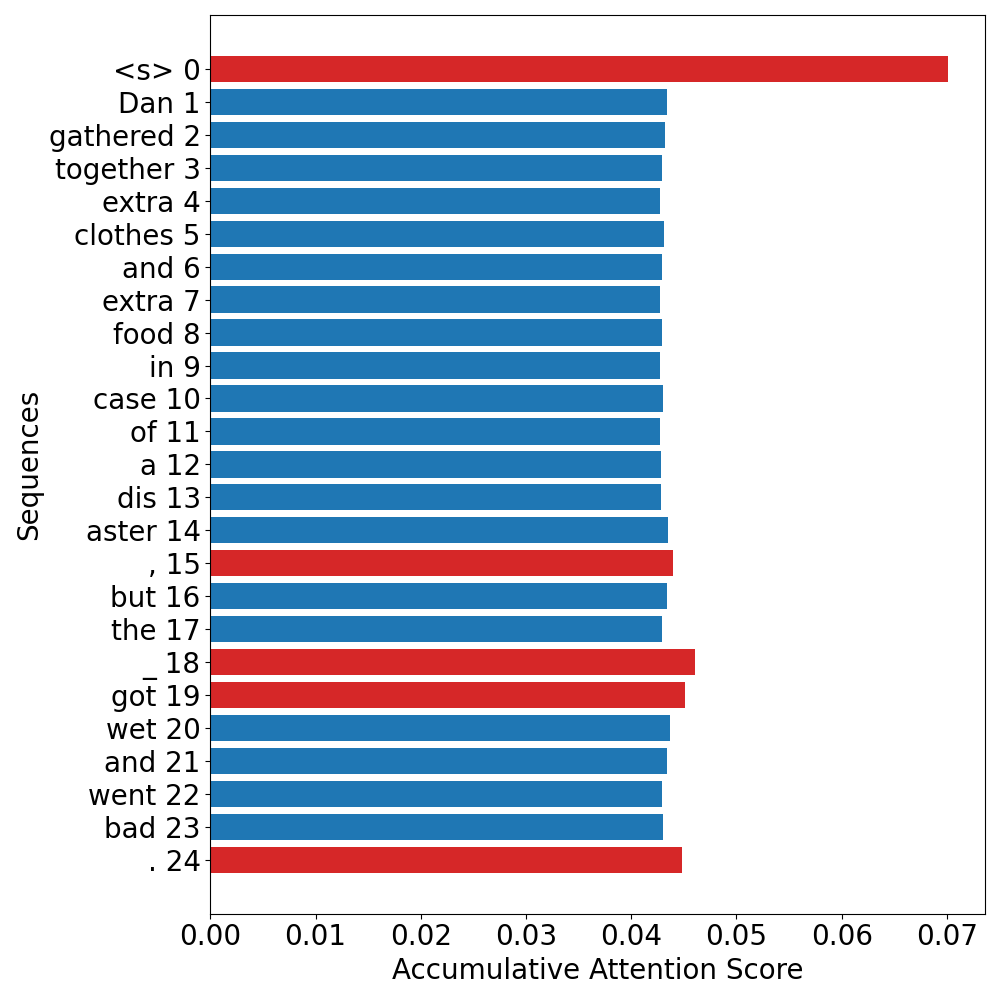 <s> 0
Dan 1
gathered 2
together 3
extra 4
clothes 5
and 6
extra 7
food 8
in 9
case 10
of 11
a 12
dis 13
aster 14
, 15
but 16
the 17
_ 18
got 19
wet 20
and 21
went 22
bad 23
. 24
Sequences
0.00 0.01 0.02 0.03 0.04 0.05 0.06 0.07
Accumulative Attention Score